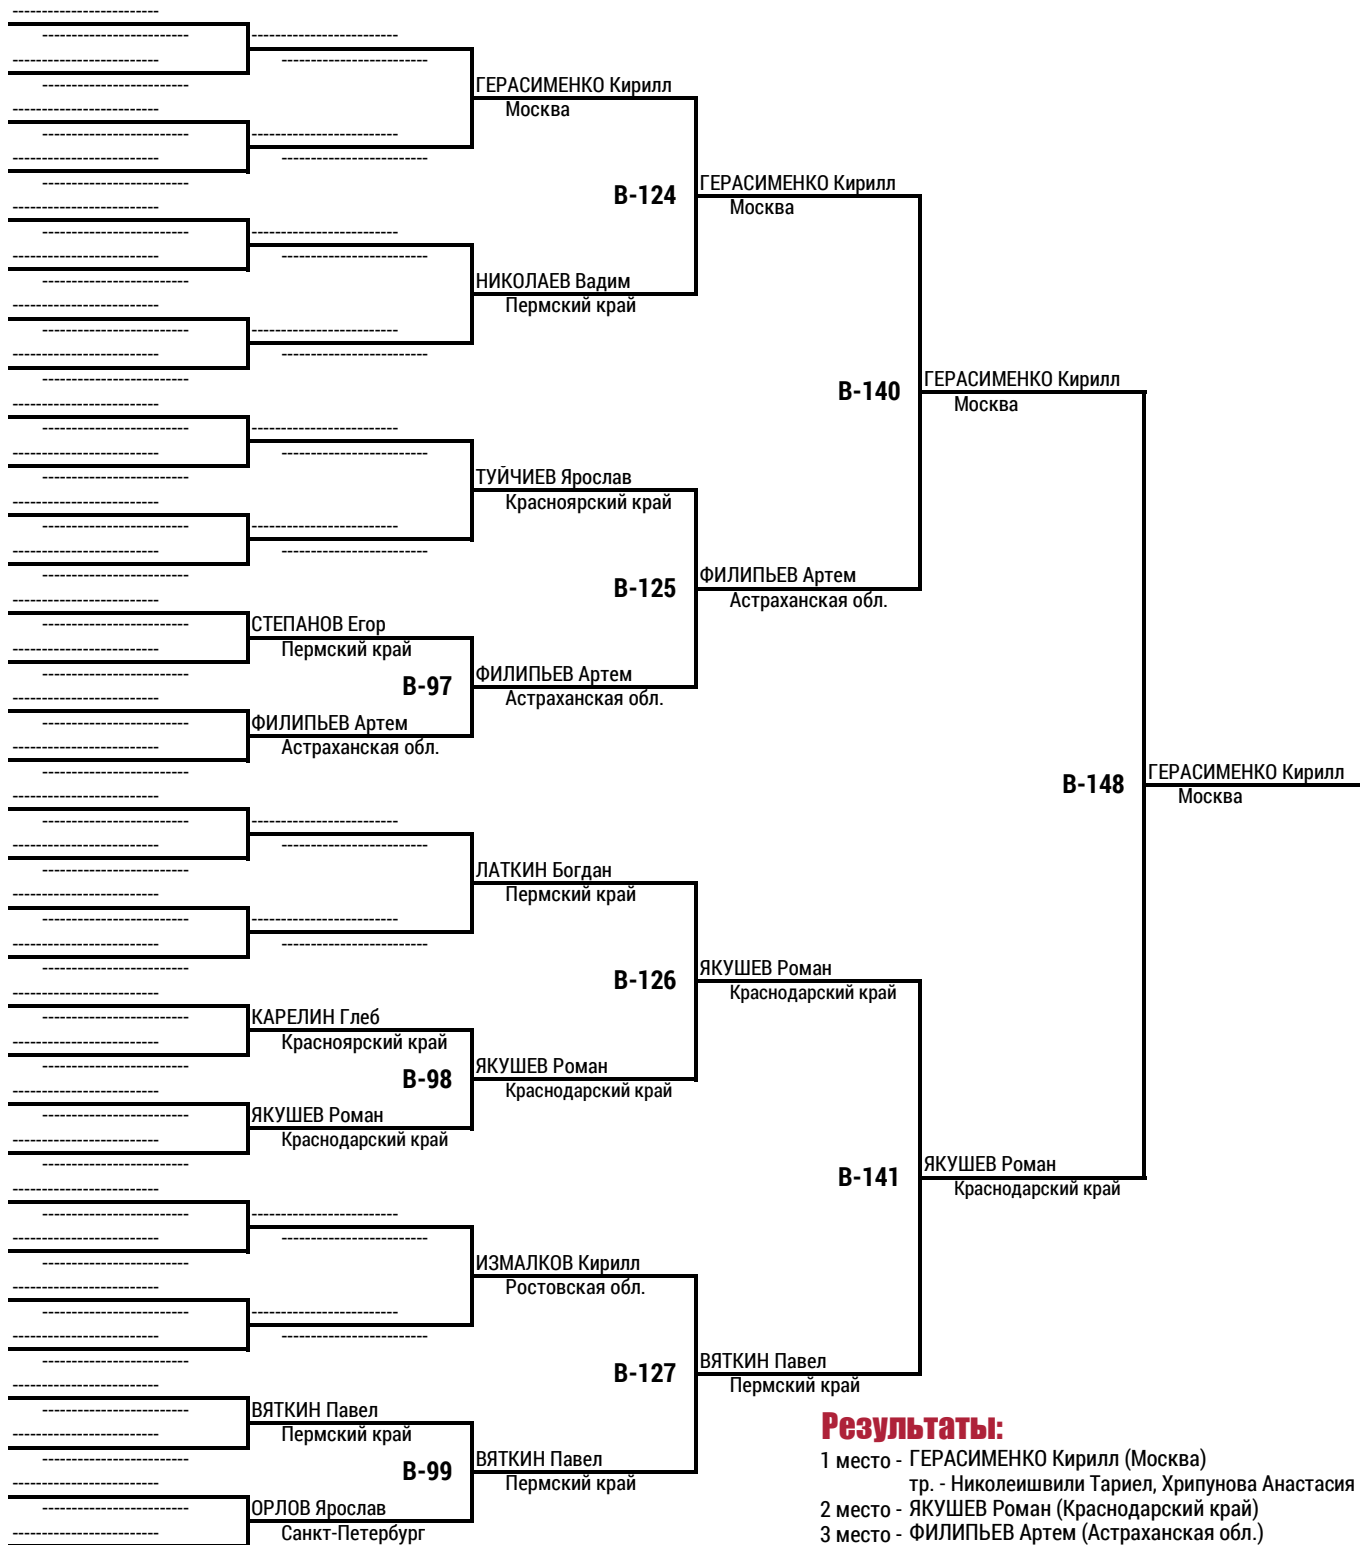 ГЕРАСИМЕНКО Кирилл
Москва
В-124
ГЕРАСИМЕНКО Кирилл
Москва
НИКОЛАЕВ Вадим
Пермский край
В-140
ГЕРАСИМЕНКО Кирилл
Москва
ТУЙЧИЕВ Ярослав
Красноярский край
В-125
ФИЛИПЬЕВ Артем
Астраханская обл.
СТЕПАНОВ Егор
Пермский край
В-97
ФИЛИПЬЕВ Артем
Астраханская обл.
ФИЛИПЬЕВ Артем
Астраханская обл.
В-148
ГЕРАСИМЕНКО Кирилл
Москва
ЛАТКИН Богдан
Пермский край
В-126
ЯКУШЕВ Роман
Краснодарский край
КАРЕЛИН Глеб
Красноярский край
В-98
ЯКУШЕВ Роман
Краснодарский край
ЯКУШЕВ Роман
Краснодарский край
В-141
ЯКУШЕВ Роман
Краснодарский край
ИЗМАЛКОВ Кирилл
Ростовская обл.
В-127
ВЯТКИН Павел
Пермский край
ВЯТКИН Павел
Пермский край
В-99
ВЯТКИН Павел
Пермский край
ОРЛОВ Ярослав
Санкт-Петербург
Результаты:
1 место - ГЕРАСИМЕНКО Кирилл (Москва)
тр. - Николеишвили Тариел, Хрипунова Анастасия
2 место - ЯКУШЕВ Роман (Краснодарский край)
3 место - ФИЛИПЬЕВ Артем (Астраханская обл.)